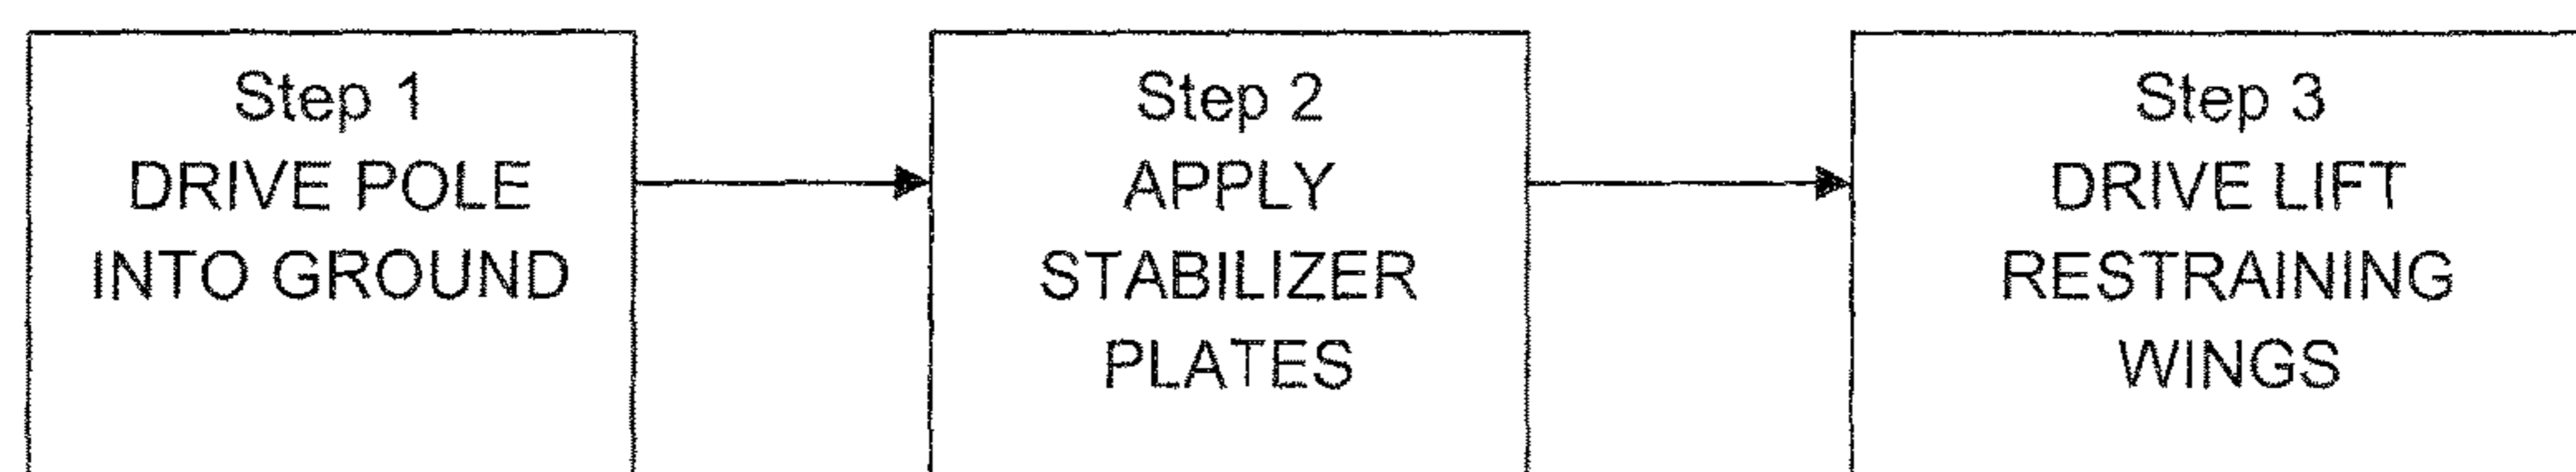 Step 1
DRIVE POLE
INTO GROUND
Step 2
APPLY
STABILIZER
PLATES
Step 3
DRIVE LIFT
RESTRAINING
WINGS